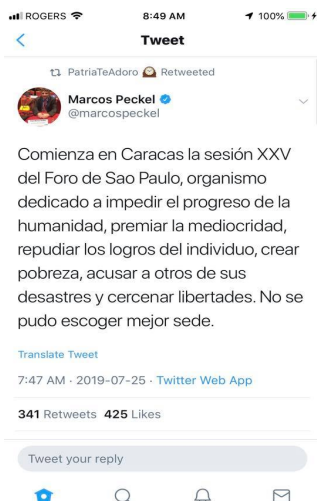 ROGERS 8:49 AM 100%
Tweet
PatriaTeAdoro 🕰 Retweeted
Marcos Peckel
@marcospeckel
Comienza en Caracas la sesión XXV
del Foro de Sao Paulo, organismo
dedicado a impedir el progreso de la
humanidad, premiar la mediocridad,
repudiar los logros del individuo, crear
pobreza, acusar a otros de sus
desastres y cercenar libertades. No se
pudo escoger mejor sede.
Translate Tweet
7:47 AM · 2019-07-25 · Twitter Web App
341 Retweets 425 Likes
Tweet your reply